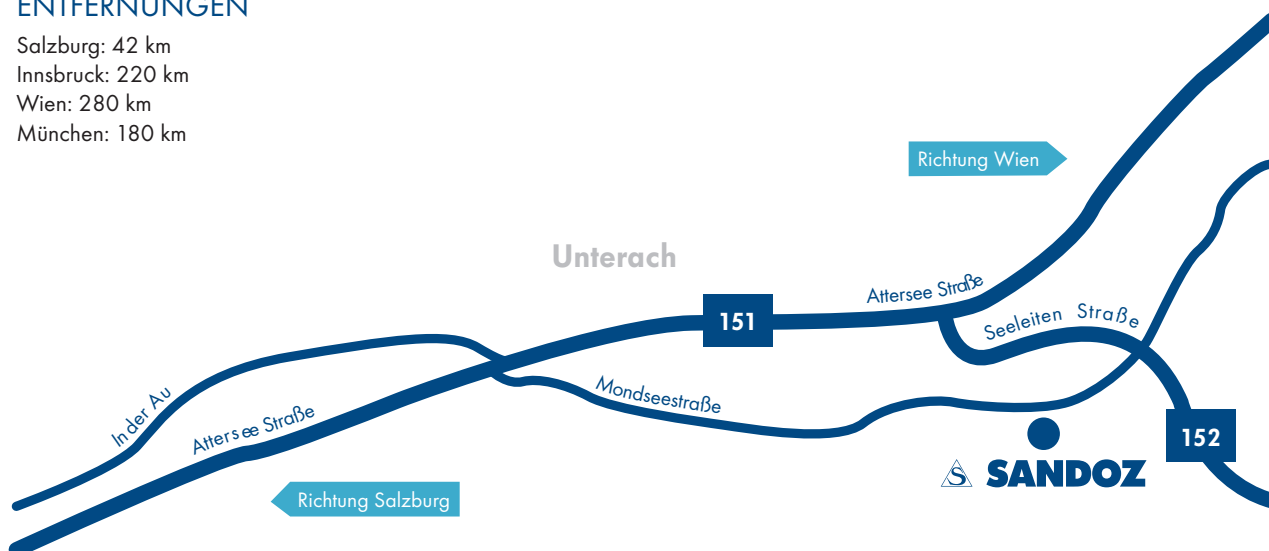 ENTFERNUNGEN
Salzburg: 42 km
Innsbruck: 220 km
Wien: 280 km
München: 180 km
Richtung Wien
Unterach
Attersee Straße
151
Seeleiten Straße
Mondseestraße
In der Au
Attersee Straße
152
S SANDOZ
Richtung Salzburg